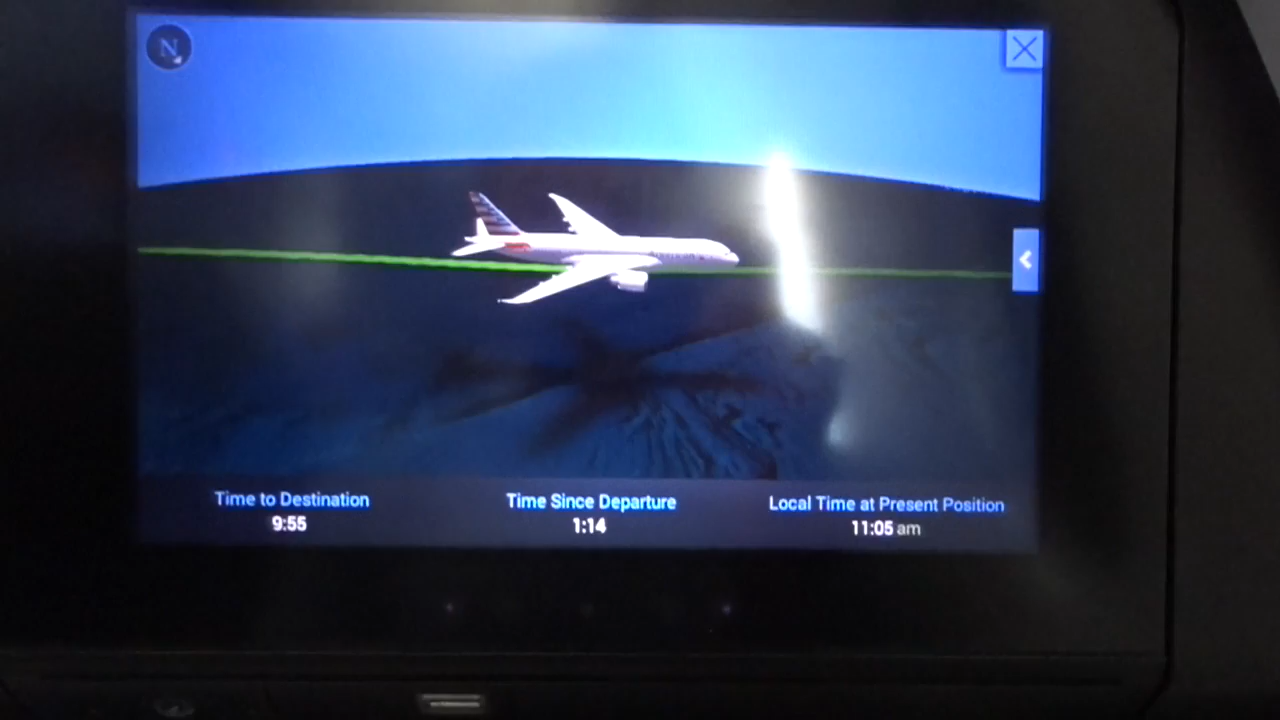 N
Time to Destination
9:55
Time Since Departure
1:14
Local Time at Present Position
11:05 am